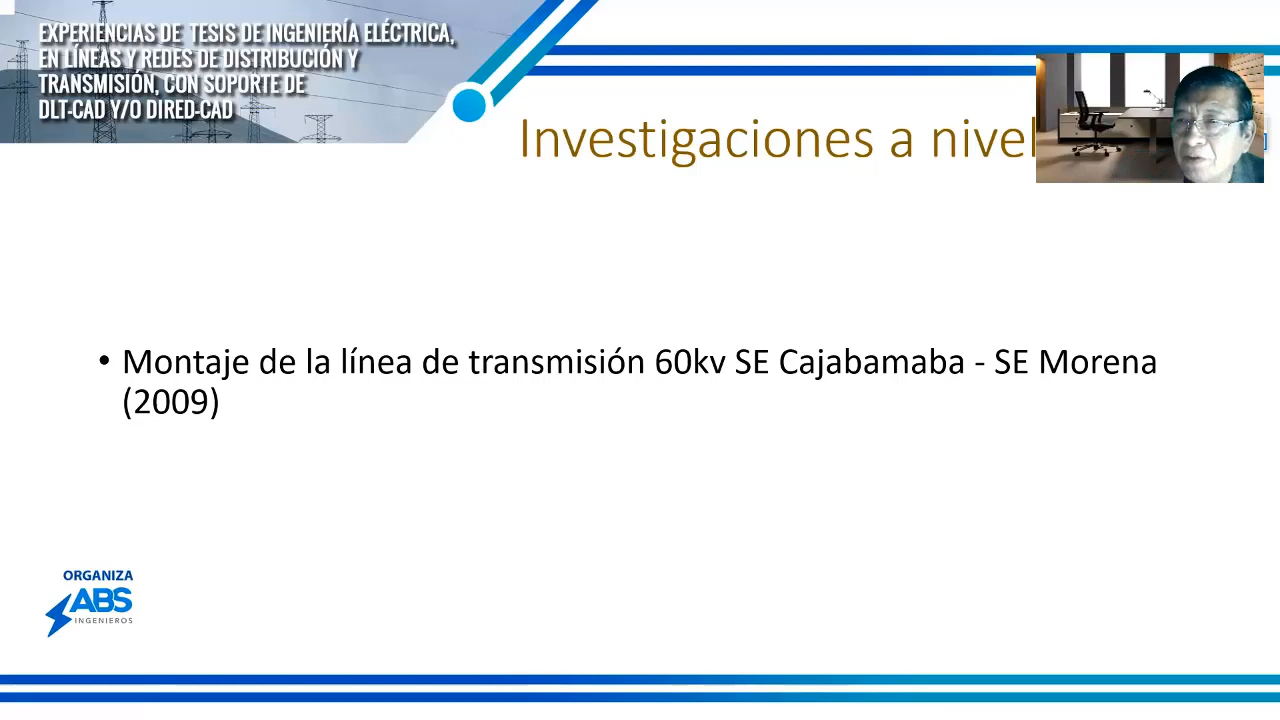 EXPERIENCIAS DE TESIS DE INGENIERÍA ELÉCTRICA,
EN LÍNEAS Y REDES DE DISTRIBUCIÓN Y
TRANSMISIÓN, CON SOPORTE DE
DLT-CAD Y/O DIRED-CAD
Investigaciones a nivel
• Montaje de la línea de transmisión 60kv SE Cajabamaba - SE Morena
(2009)
ORGANIZA
ABS
INGENIEROS